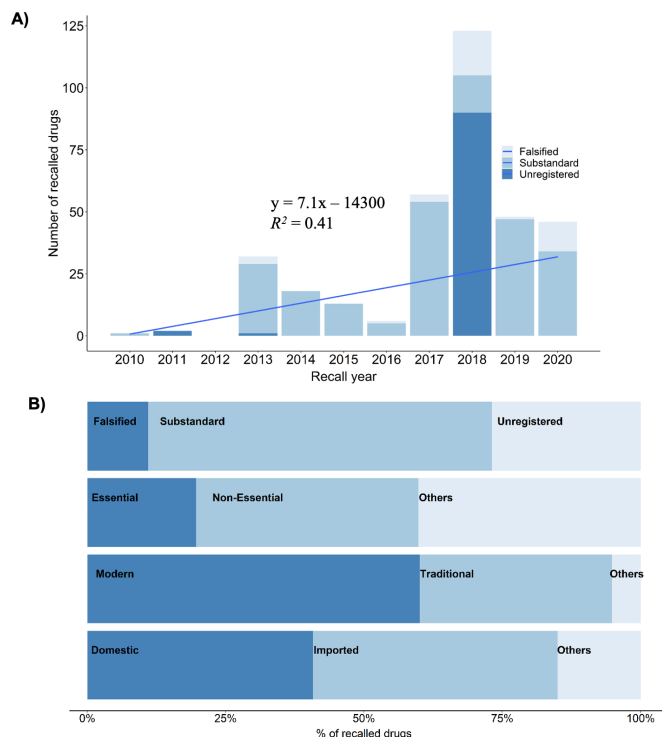 A)
Number of recalled drugs
125
100
75
50
25
0
y = 7.1x – 14300
R² = 0.41
Falsified
Substandard
Unregistered
2010 2011 2012 2013 2014 2015 2016 2017 2018 2019 2020
Recall year
B)
Falsified Substandard Unregistered
Essential Non-Essential Others
Modern Traditional Others
Domestic Imported Others
0% 25% 50% 75% 100%
% of recalled drugs